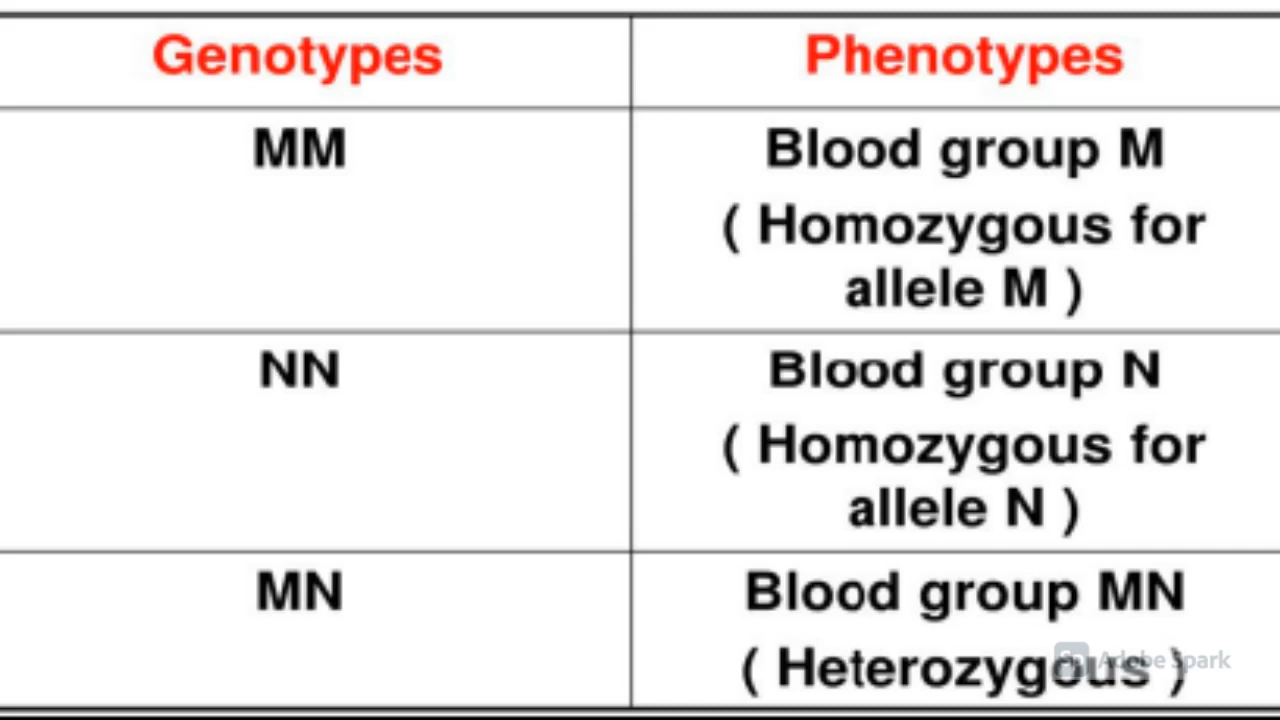 Genotypes
Phenotypes
MM
Blood group M
( Homozygous for
allele M )
NN
Blood group N
( Homozygous for
allele N )
MN
Blood group MN
( Heterozygous )
Sp Adobe Spark